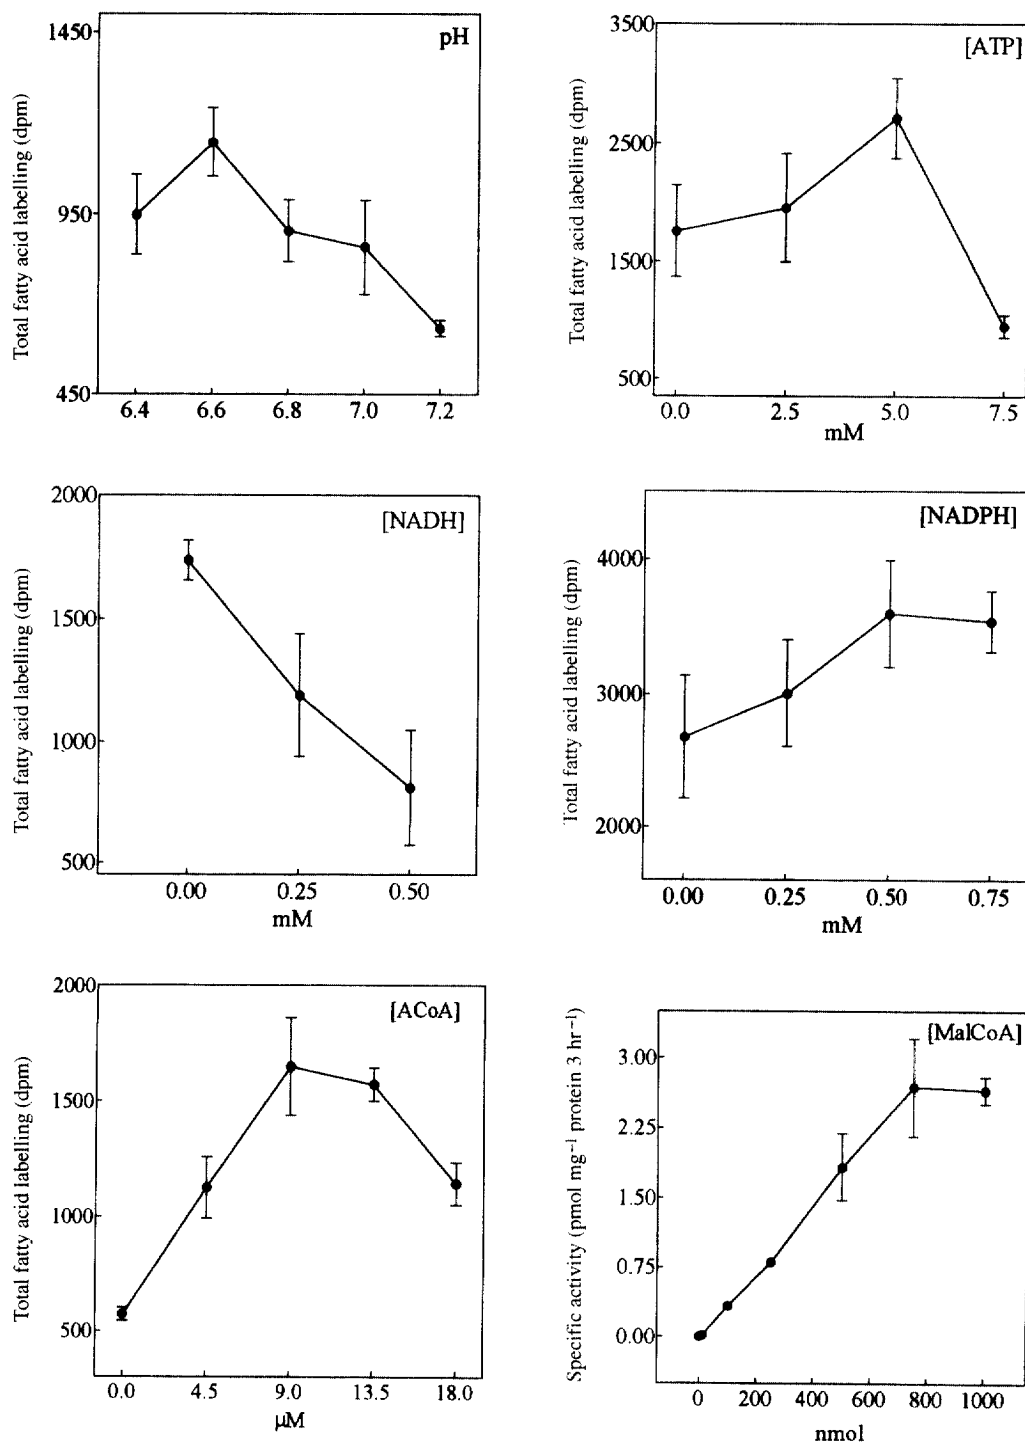 pH
Total fatty acid labelling (dpm)
1450
950
450
6.4 6.6 6.8 7.0 7.2
[ATP]
Total fatty acid labelling (dpm)
3500
2500
1500
500
0.0 2.5 5.0 7.5
mM
[NADH]
Total fatty acid labelling (dpm)
2000
1500
1000
500
0.00 0.25 0.50
mM
[NADPH]
Total fatty acid labelling (dpm)
4000
3000
2000
0.00 0.25 0.50 0.75
mM
[ACoA]
Total fatty acid labelling (dpm)
2000
1500
1000
500
0.0 4.5 9.0 13.5 18.0
μM
[MalCoA]
Specific activity (pmol mg⁻¹ protein 3 hr⁻¹)
3.00
2.25
1.50
0.75
0.00
0 200 400 600 800 1000
nmol